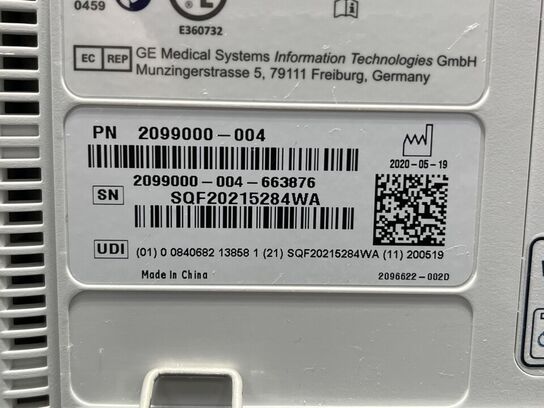 0459
E360732
EC REP GE Medical Systems Information Technologies GmbH
Munzingerstrasse 5, 79111 Freiburg, Germany
PN 2099000-004
2020-05-19
2099000-004-663876
SN SQF20215284WA
UDI (01) 0 0840682 13858 1 (21) SQF20215284WA (11) 200519
Made in China
2096622-002D